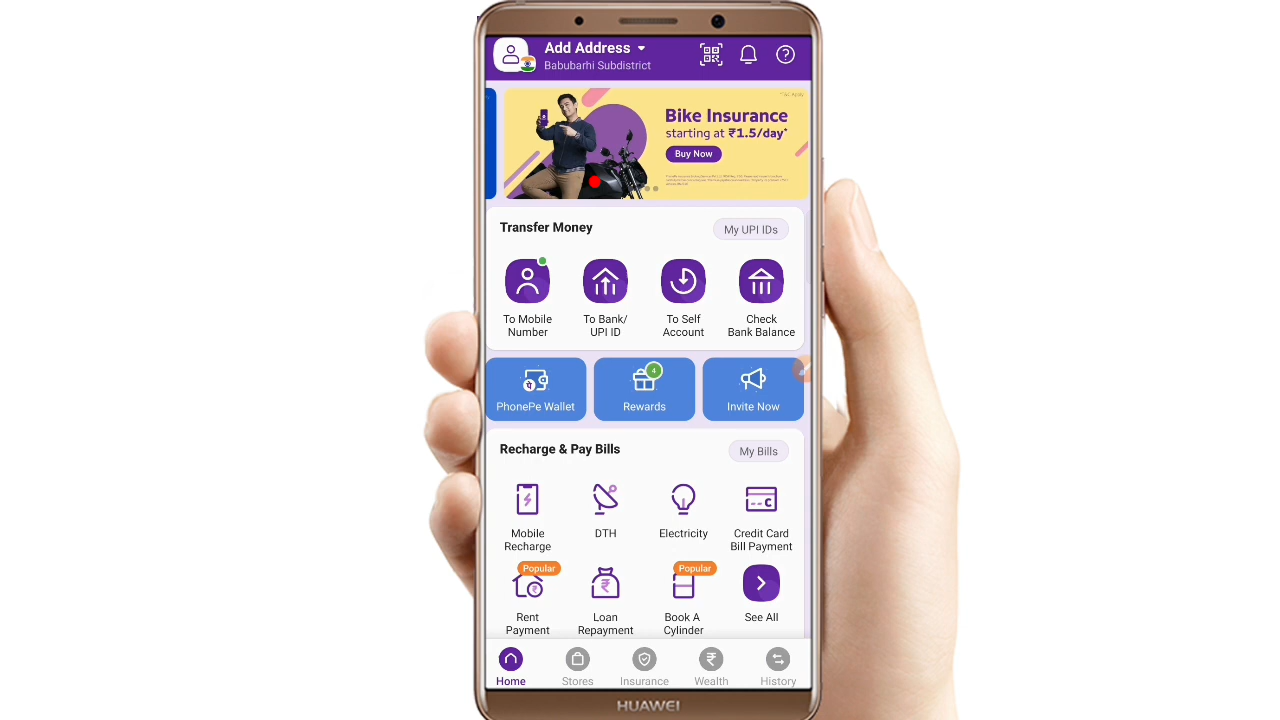 Add Address
Babubarhi Subdistrict
Bike Insurance
starting at ₹1.5/day*
Buy Now
Transfer Money
My UPI IDs
To Mobile Number
To Bank/ UPI ID
To Self Account
Check Bank Balance
पे
4
PhonePe Wallet
Rewards
Invite Now
Recharge & Pay Bills
My Bills
Mobile Recharge
DTH
Electricity
Credit Card Bill Payment
Popular
Popular
Rent Payment
Loan Repayment
Book A Cylinder
See All
Home
Stores
Insurance
Wealth
History
HUAWEI